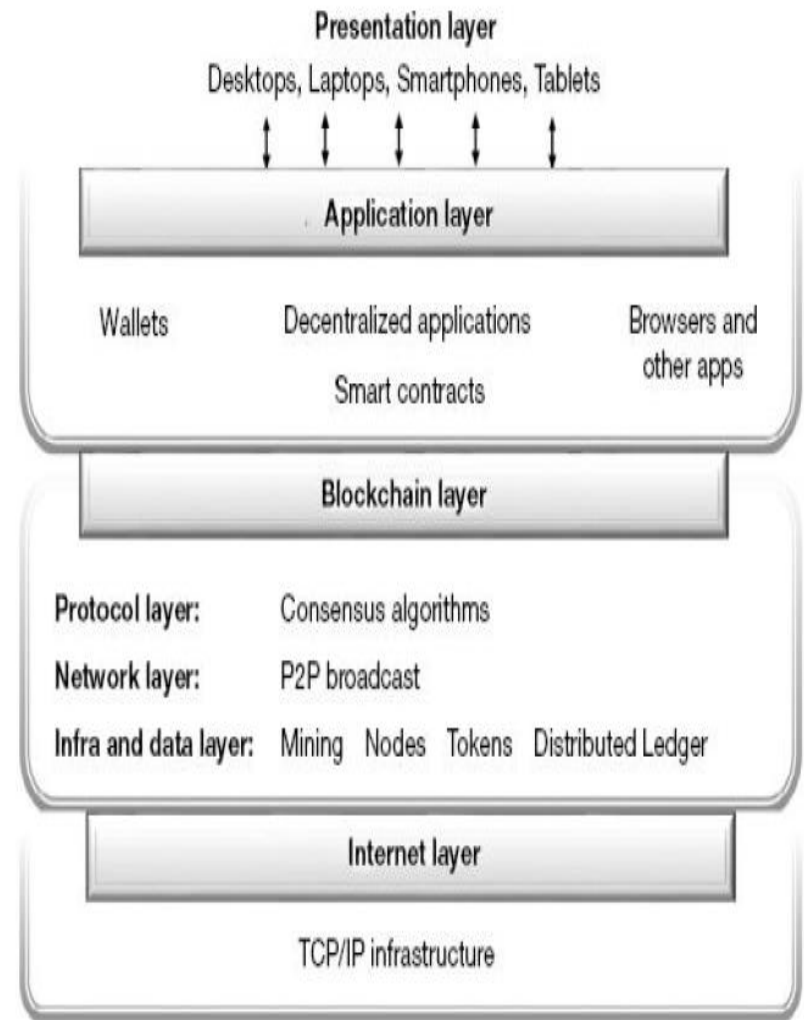 Presentation layer
Desktops, Laptops, Smartphones, Tablets
Application layer
Wallets
Decentralized applications
Browsers and
other apps
Smart contracts
Blockchain layer
Protocol layer: Consensus algorithms
Network layer: P2P broadcast
Infra and data layer: Mining Nodes Tokens Distributed Ledger
Internet layer
TCP/IP infrastructure